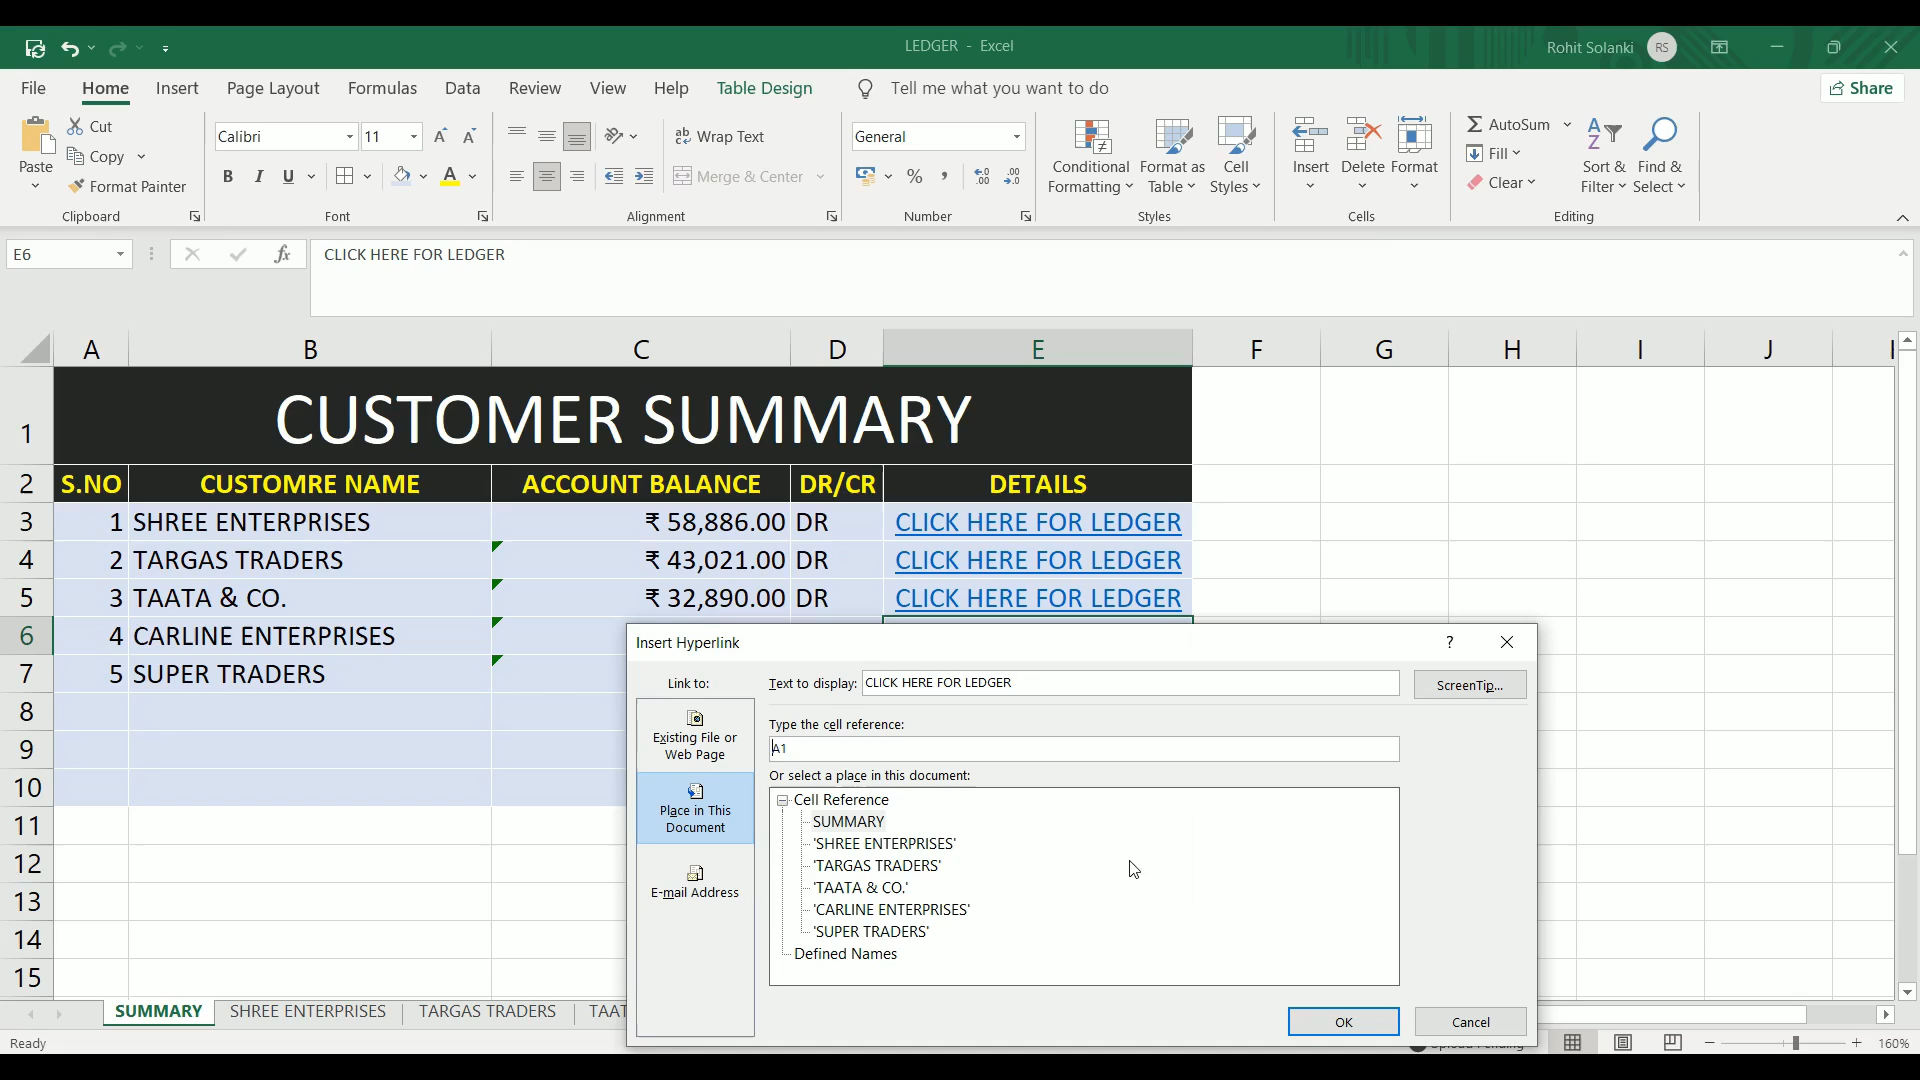 LEDGER - Excel
Rohit Solanki RS
File Home Insert Page Layout Formulas Data Review View Help Table Design Tell me what you want to do Share
Paste
Cut
Copy
Format Painter
Clipboard
Calibri 11
B I U A
Font
ab Wrap Text
Merge & Center
Alignment
General
% ,
Number
Conditional Formatting
Format as Table
Cell Styles
Styles
Insert Delete Format
Cells
AutoSum
Fill
Clear
Sort & Filter
Find & Select
Editing
E6 fx CLICK HERE FOR LEDGER
A B C D E F G H I J
1 CUSTOMER SUMMARY
2 S.NO CUSTOMRE NAME ACCOUNT BALANCE DR/CR DETAILS
3 1 SHREE ENTERPRISES ₹ 58,886.00 DR CLICK HERE FOR LEDGER
4 2 TARGAS TRADERS ₹ 43,021.00 DR CLICK HERE FOR LEDGER
5 3 TAATA & CO. ₹ 32,890.00 DR CLICK HERE FOR LEDGER
6 4 CARLINE ENTERPRISES
7 5 SUPER TRADERS
8
9
10
11
12
13
14
15
Insert Hyperlink ?
Link to:
Text to display: CLICK HERE FOR LEDGER
ScreenTip...
Existing File or Web Page
Place in This Document
E-mail Address
Type the cell reference:
A1
Or select a place in this document:
Cell Reference
SUMMARY
'SHREE ENTERPRISES'
'TARGAS TRADERS'
'TAATA & CO.'
'CARLINE ENTERPRISES'
'SUPER TRADERS'
Defined Names
OK Cancel
SUMMARY SHREE ENTERPRISES TARGAS TRADERS TAAT
Ready
160%